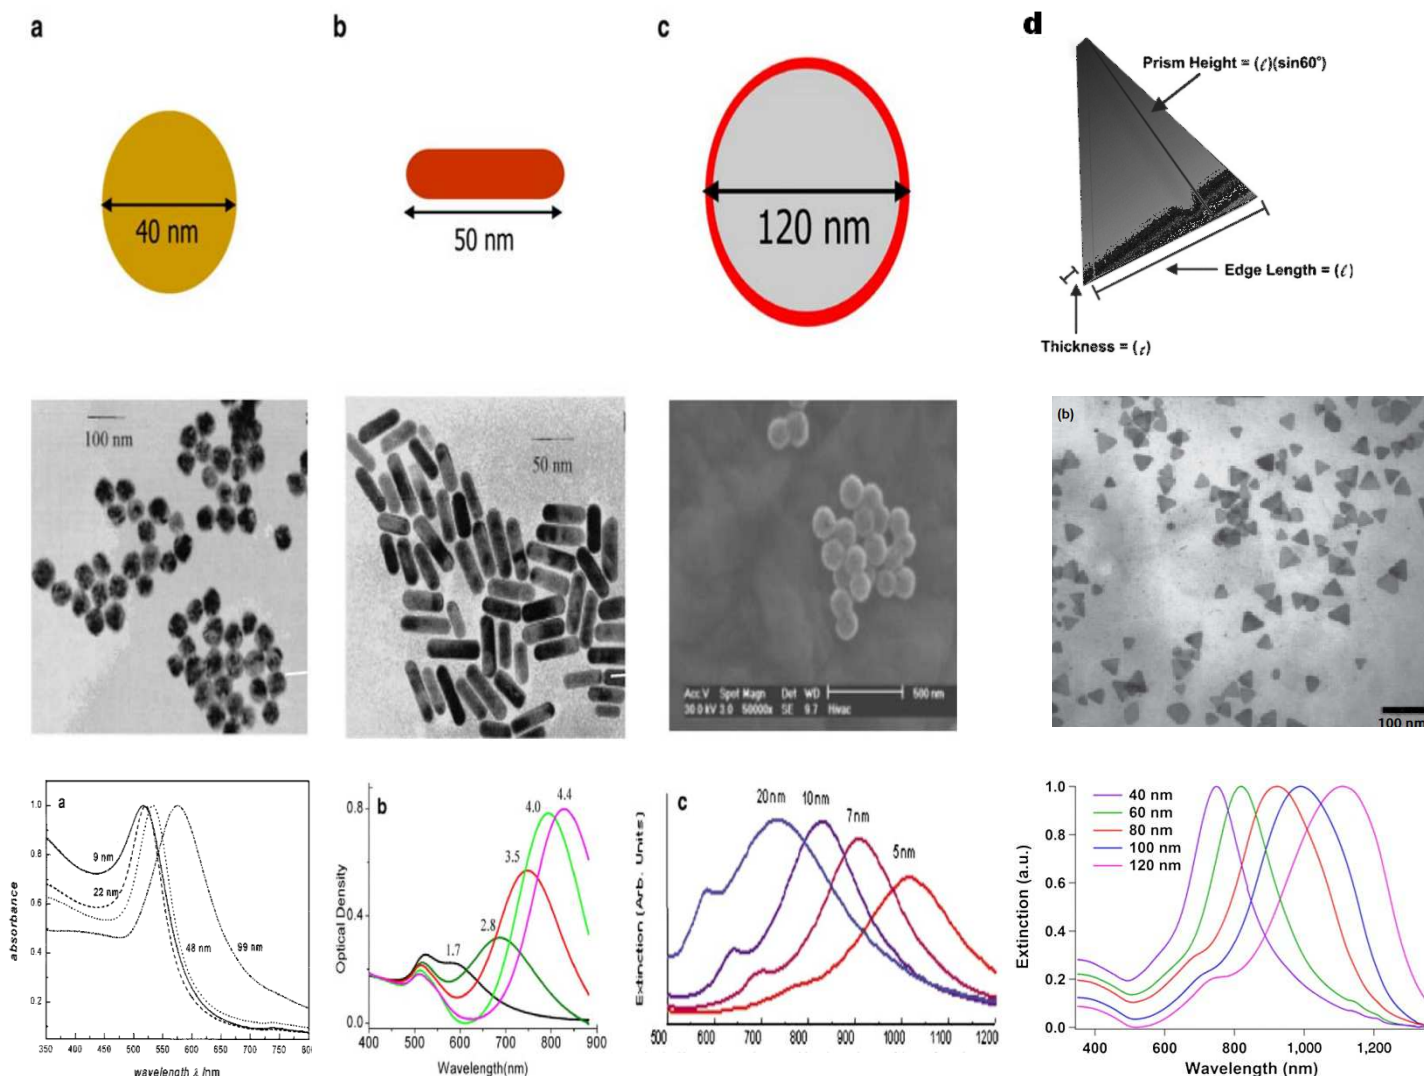 a
b
c
d
Prism Height = (ℓ)(sin60°)
40 nm
50 nm
120 nm
Edge Length = (ℓ)
Thickness = (t)
100 nm
50 nm
Acc.V Spot Magn Det WD
500 nm
30.0 kV 3.0 50000x SE 9.7 Hivac
(b)
100 nm
a
absorbance
1.0
0.8
0.6
0.4
0.2
9 nm
22 nm
48 nm
99 nm
350 400 450 500 550 600 650 700 750 800
wavelength λ /nm
b
Optical Density
0.8
0.4
0.0
1.7
2.8
3.5
4.0
4.4
400 500 600 700 800 900
Wavelength(nm)
c
Extinction (Arb. Units)
20nm
10nm
7nm
5nm
500 600 700 800 900 1000 1100 1200
Extinction (a.u.)
1.0
0.8
0.6
0.4
0.2
0.0
40 nm
60 nm
80 nm
100 nm
120 nm
400 600 800 1,000 1,200
Wavelength (nm)